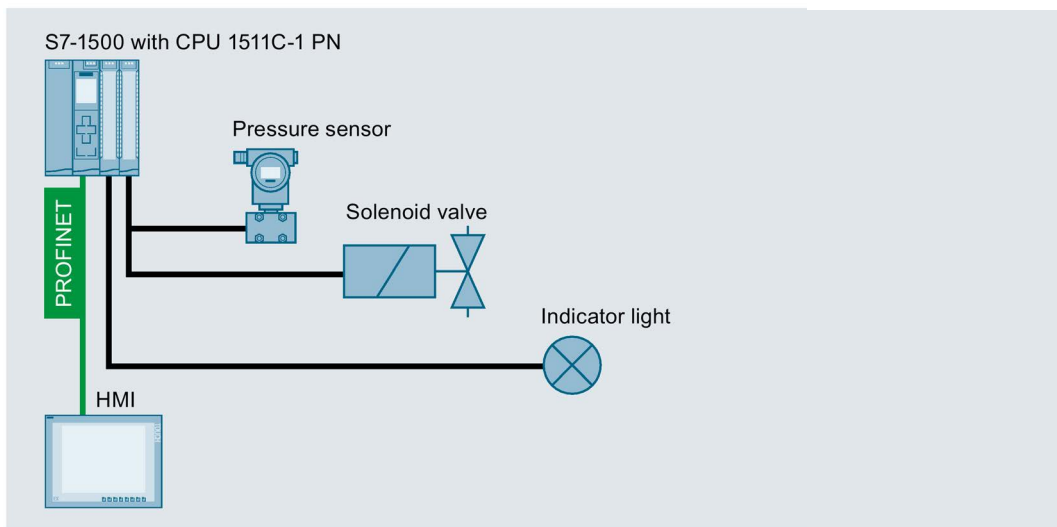 S7-1500 with CPU 1511C-1 PN
Pressure sensor
Solenoid valve
PROFINET
Indicator light
HMI